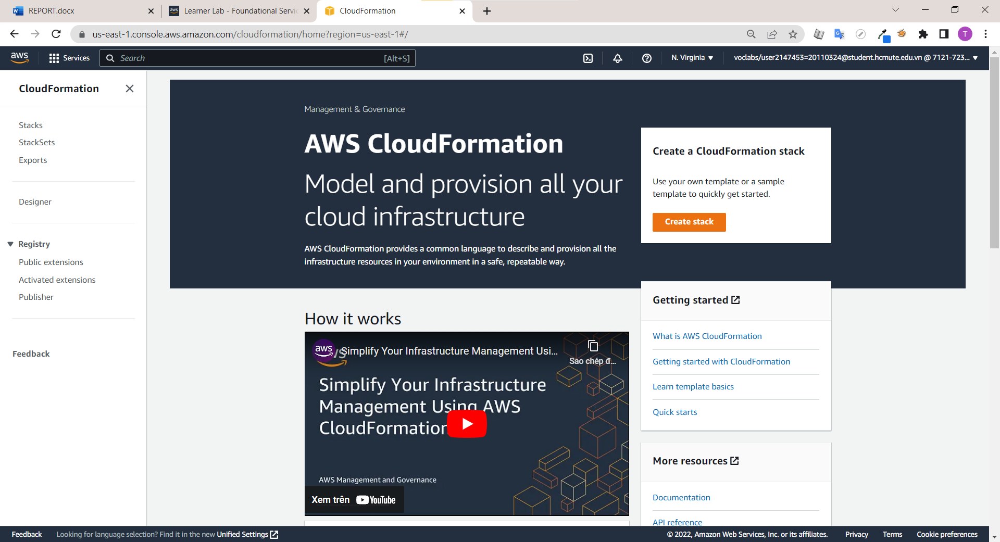 REPORT.docx
Learner Lab - Foundational Servic
CloudFormation
us-east-1.console.aws.amazon.com/cloudformation/home?region=us-east-1#/
T
aws
Services
Search
[Alt+S]
N. Virginia
voclabs/user2147453=20110324@student.hcmute.edu.vn @ 7121-723...
CloudFormation
Stacks
StackSets
Exports
Designer
Registry
Public extensions
Activated extensions
Publisher
Feedback
Management & Governance
AWS CloudFormation
Model and provision all your
cloud infrastructure
AWS CloudFormation provides a common language to describe and provision all the
infrastructure resources in your environment in a safe, repeatable way.
Create a CloudFormation stack
Use your own template or a sample
template to quickly get started.
Create stack
Getting started
What is AWS CloudFormation
Getting started with CloudFormation
Learn template basics
Quick starts
More resources
Documentation
API reference
How it works
aws
Simplify Your Infrastructure Management Usi...
Sao chép đ...
Simplify Your Infrastructure
Management Using AWS
CloudFormation
AWS Management and Governance
Xem trên YouTube
Feedback
Looking for language selection? Find it in the new Unified Settings
© 2022, Amazon Web Services, Inc. or its affiliates.
Privacy
Terms
Cookie preferences